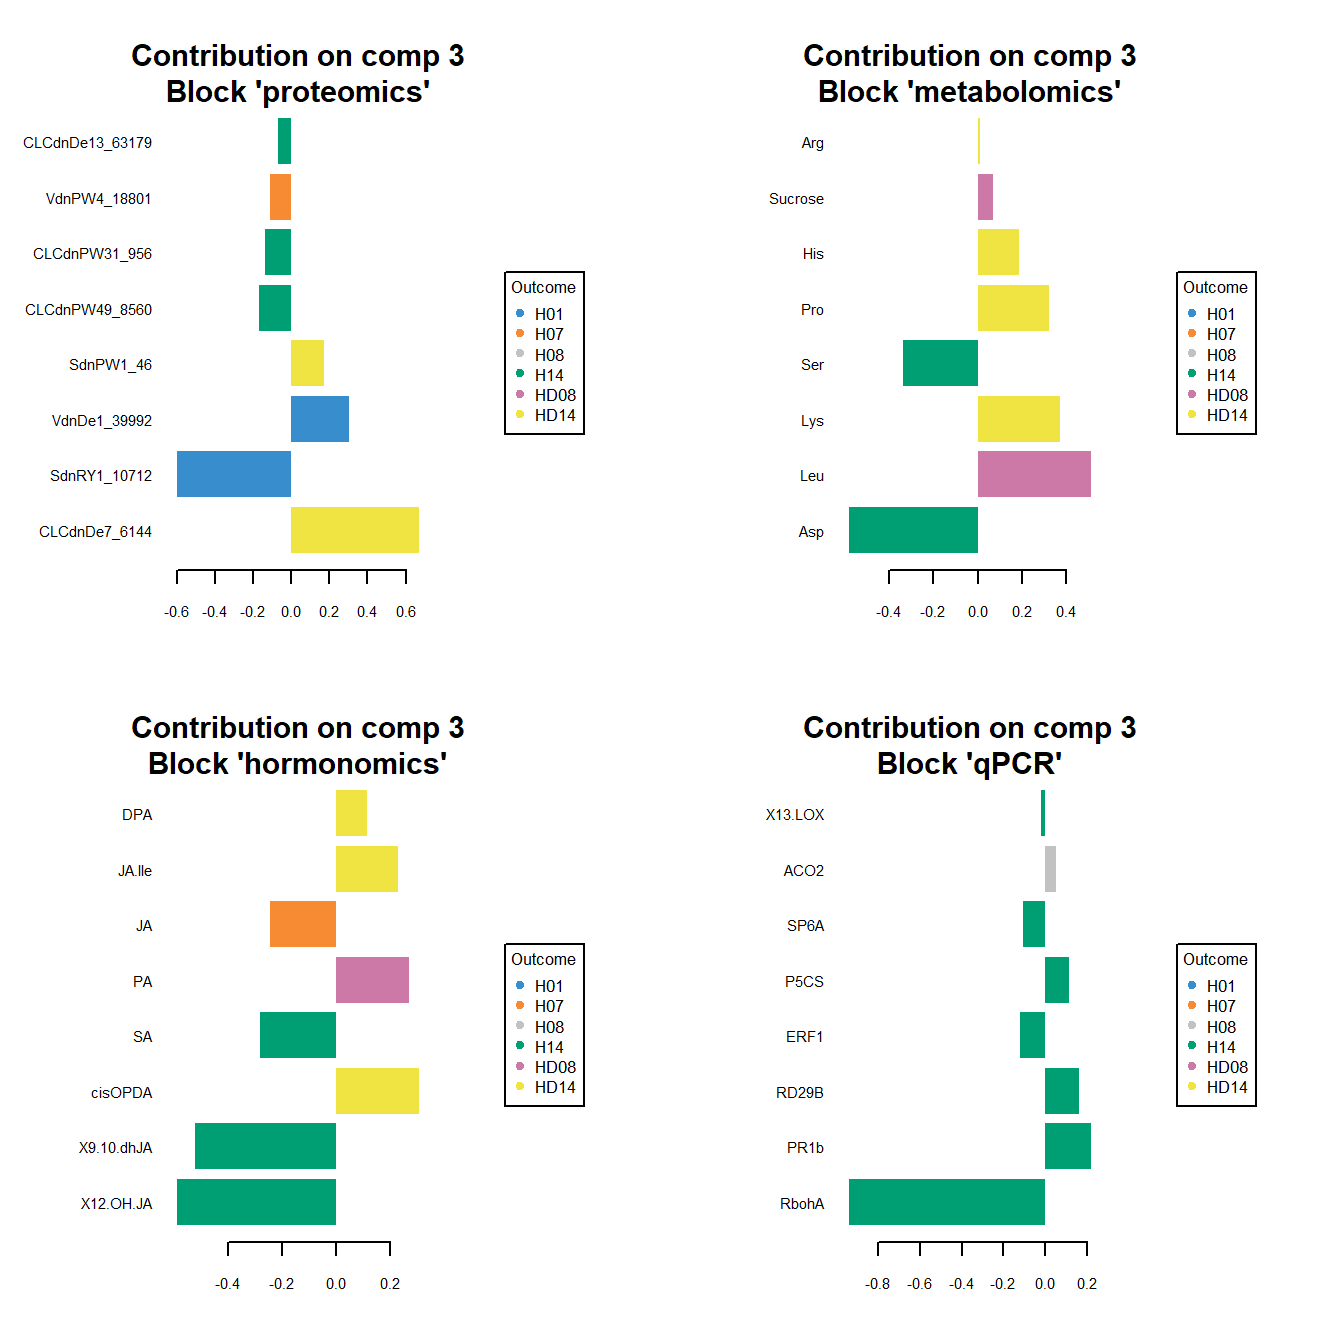 Contribution on comp 3
Block 'proteomics'
CLCdnDe13_63179
VdnPW4_18801
CLCdnPW31_956
CLCdnPW49_8560
SdnPW1_46
VdnDe1_39992
SdnRY1_10712
CLCdnDe7_6144
-0.6 -0.4 -0.2 0.0 0.2 0.4 0.6
Outcome
H01
H07
H08
H14
HD08
HD14
Contribution on comp 3
Block 'metabolomics'
Arg
Sucrose
His
Pro
Ser
Lys
Leu
Asp
-0.4 -0.2 0.0 0.2 0.4
Outcome
H01
H07
H08
H14
HD08
HD14
Contribution on comp 3
Block 'hormonomics'
DPA
JA.Ile
JA
PA
SA
cisOPDA
X9.10.dhJA
X12.OH.JA
-0.4 -0.2 0.0 0.2
Outcome
H01
H07
H08
H14
HD08
HD14
Contribution on comp 3
Block 'qPCR'
X13.LOX
ACO2
SP6A
P5CS
ERF1
RD29B
PR1b
RbohA
-0.8 -0.6 -0.4 -0.2 0.0 0.2
Outcome
H01
H07
H08
H14
HD08
HD14